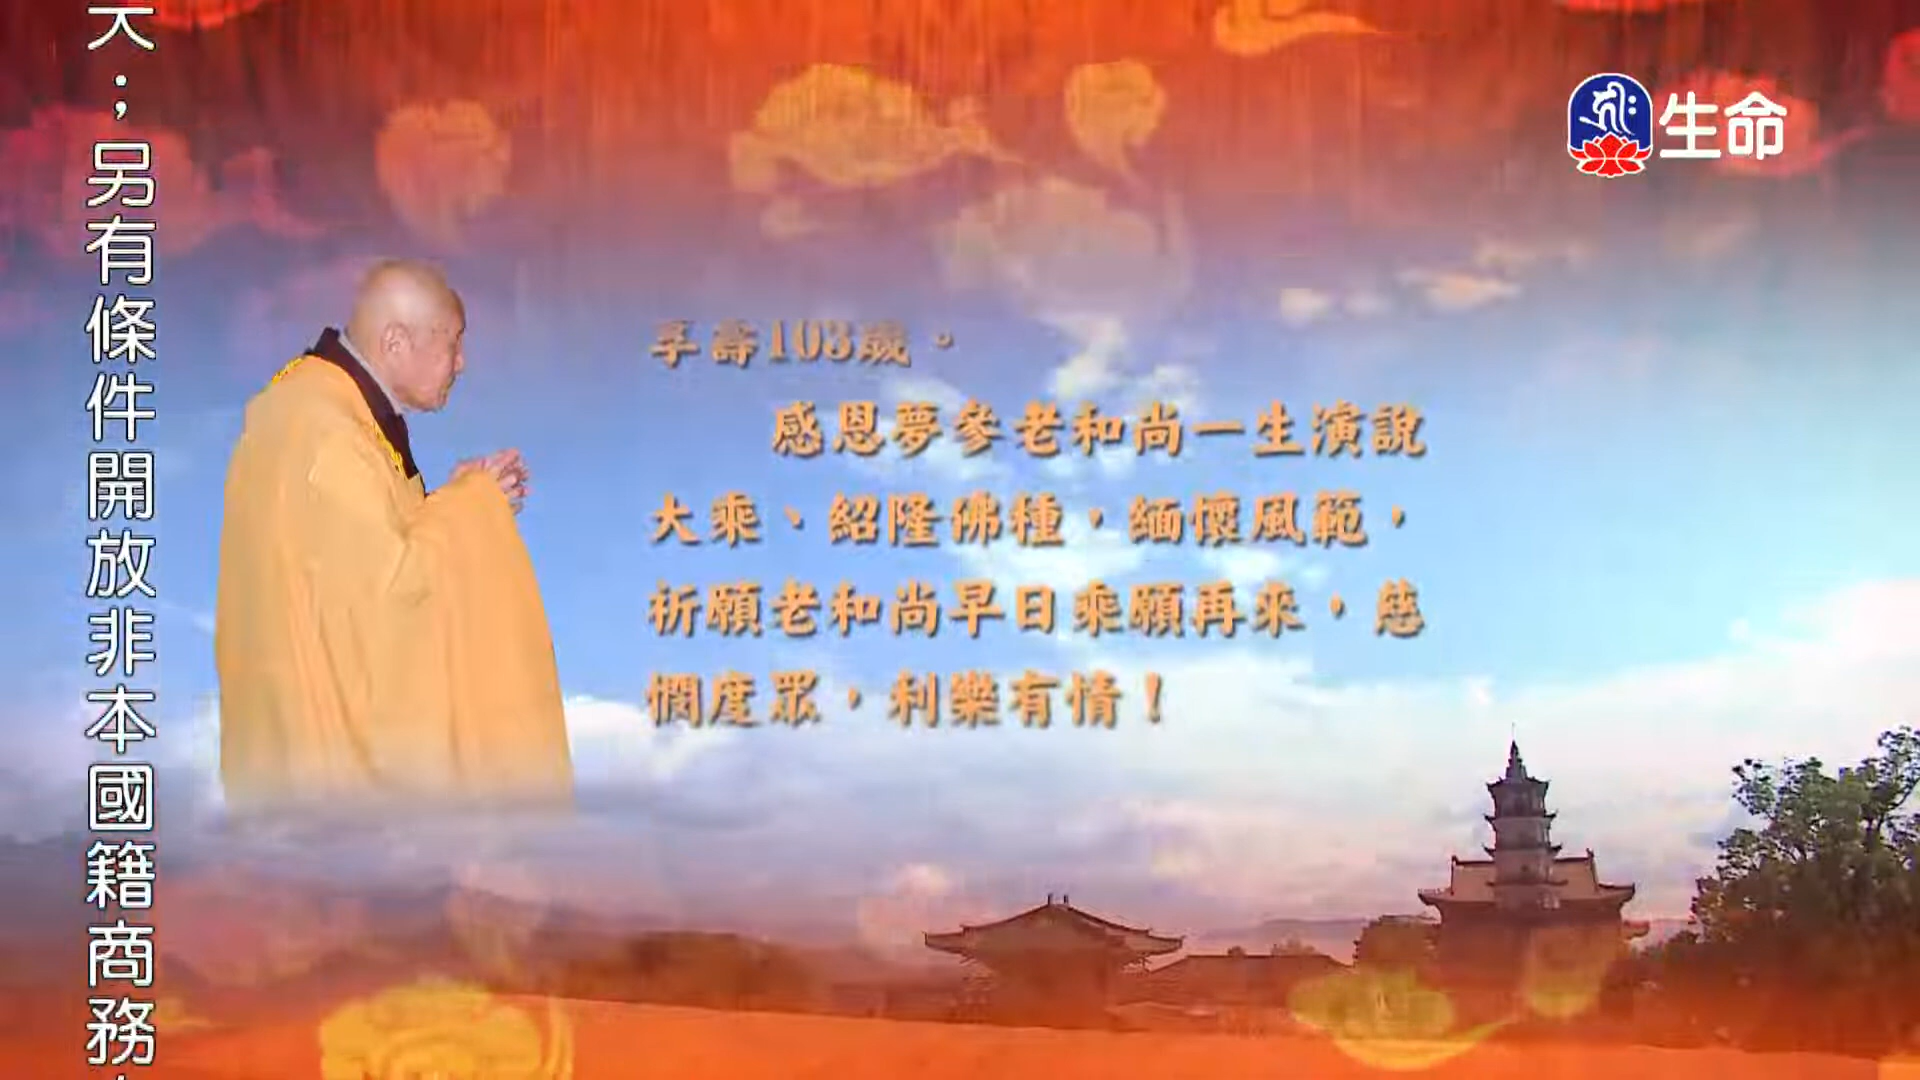 天；另有條件開放非本國籍商務
生命
享壽103歲。
感恩夢參老和尚一生演說
大乘、紹隆佛種，緬懷風範，
祈願老和尚早日乘願再來，慈
憫度眾，利樂有情！